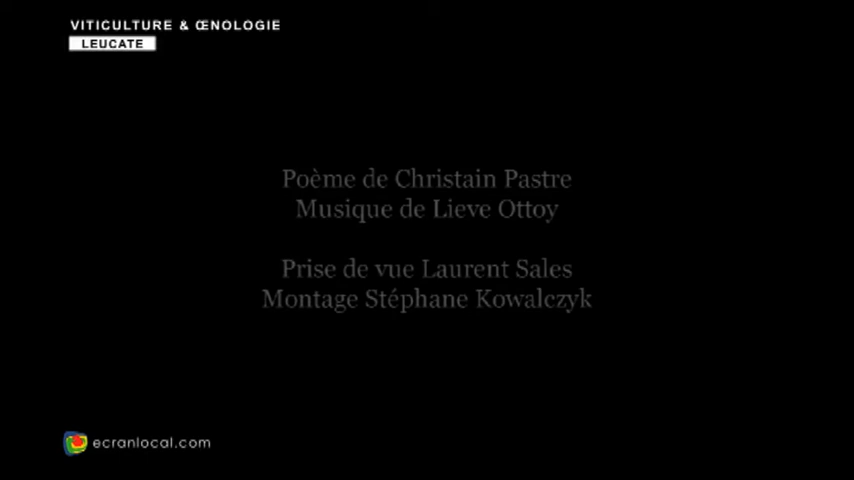 VITICULTURE & ŒNOLOGIE
LEUCATE
Poème de Christain Pastre
Musique de Lieve Ottoy
Prise de vue Laurent Sales
Montage Stéphane Kowalczyk
ecranlocal.com